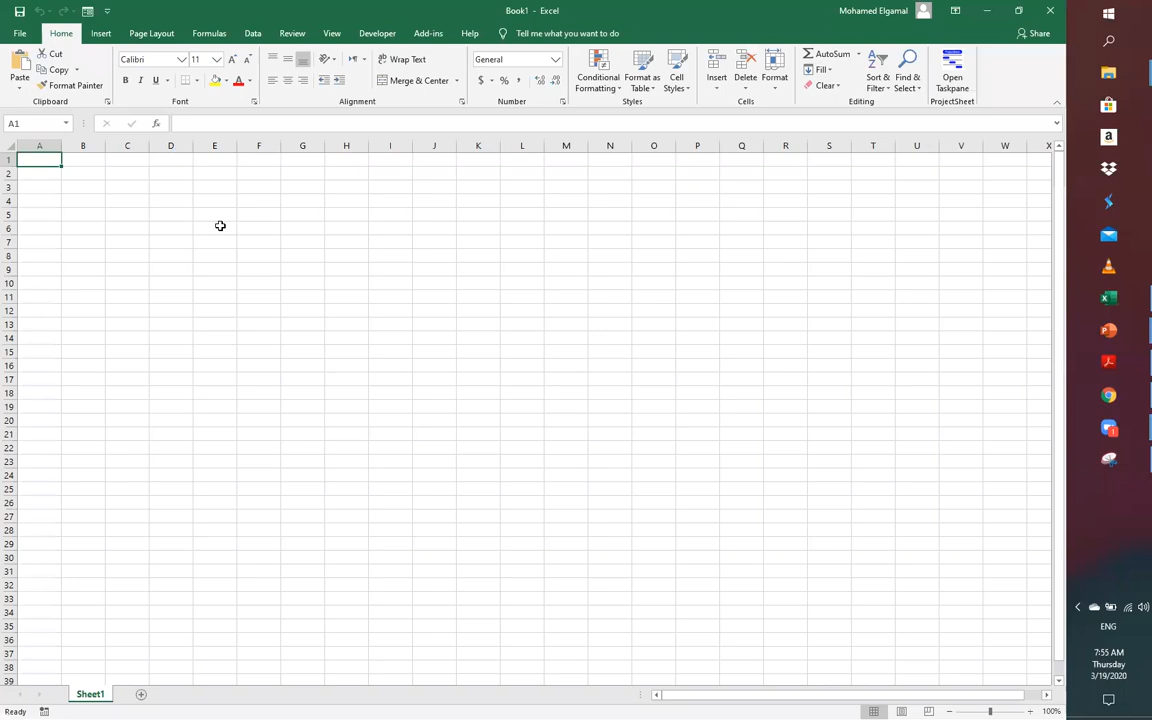 Book1 - Excel
Mohamed Elgamal
File Home Insert Page Layout Formulas Data Review View Developer Add-ins Help Tell me what you want to do Share
Paste
Cut
Copy
Format Painter
Clipboard
Calibri 11
B I U
Font
Wrap Text
Merge & Center
Alignment
General
$ % ,
Number
Conditional Formatting
Format as Table
Cell Styles
Styles
Insert Delete Format
Cells
AutoSum
Fill
Clear
Sort & Filter
Find & Select
Editing
Open Taskpane
ProjectSheet
A1 fx
A B C D E F G H I J K L M N O P Q R S T U V W X
1
2
3
4
5
6
7
8
9
10
11
12
13
14
15
16
17
18
19
20
21
22
23
24
25
26
27
28
29
30
31
32
33
34
35
36
37
38
39
Sheet1
Ready
100%
ENG
7:55 AM
Thursday
3/19/2020